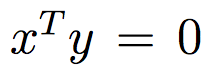 $x^T y = 0$